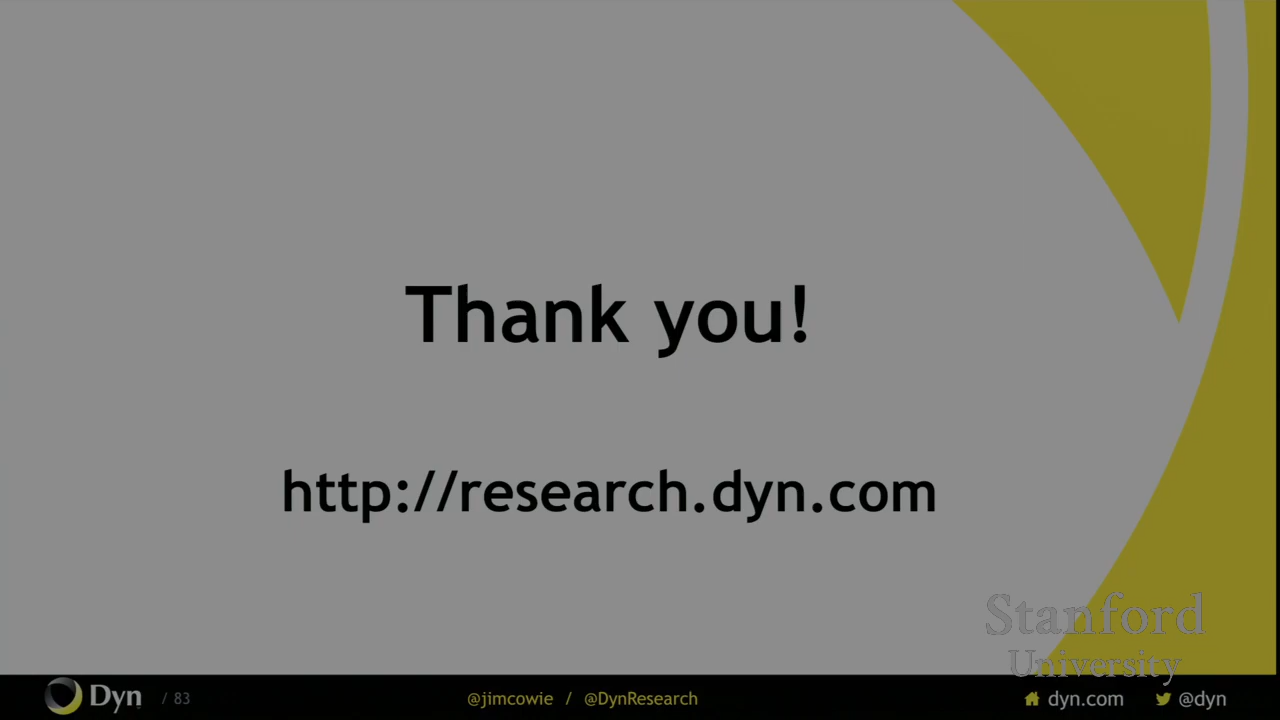 Thank you!
http://research.dyn.com
Stanford
University
Dyn / 83 @jimcowie / @DynResearch dyn.com @dyn